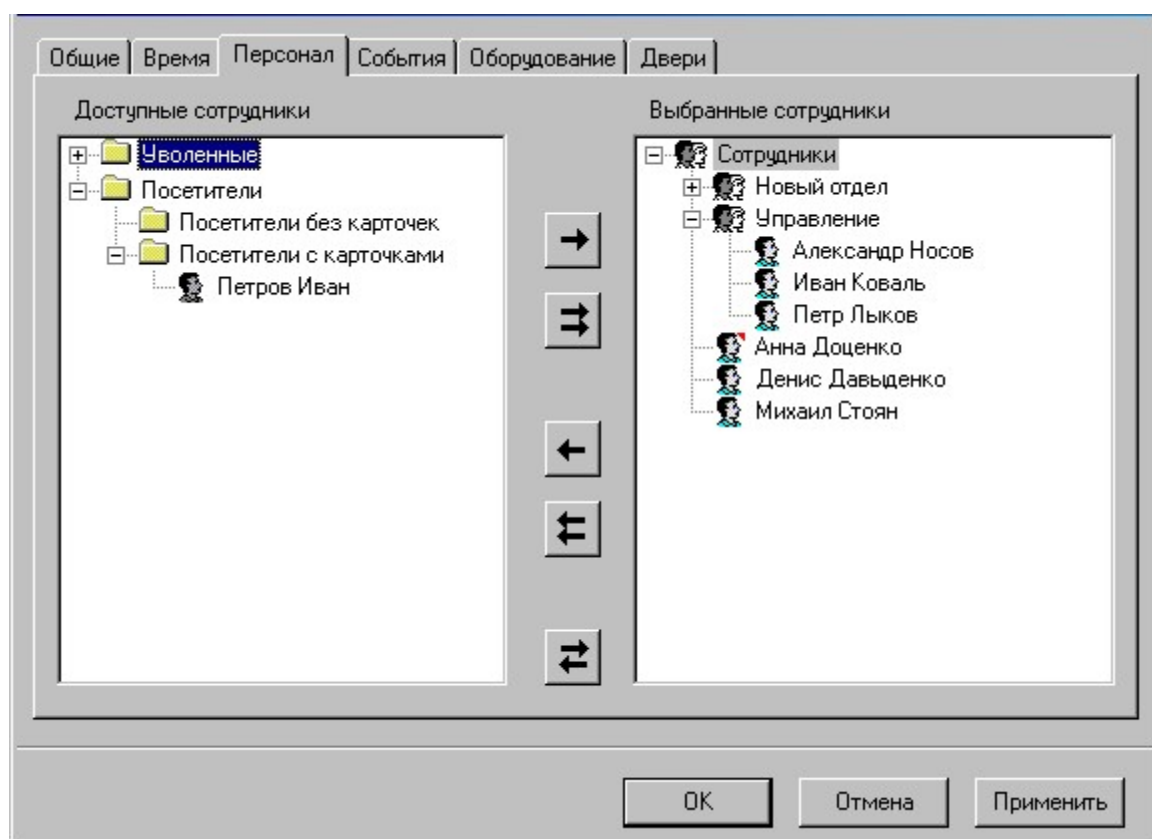 Общие Время Персонал События Оборудование Двери
Доступные сотрудники
Уволенные
Посетители
Посетители без карточек
Посетители с карточками
Петров Иван
Выбранные сотрудники
Сотрудники
Новый отдел
Управление
Александр Носов
Иван Коваль
Петр Лыков
Анна Доценко
Денис Давыденко
Михаил Стоян
OK Отмена Применить